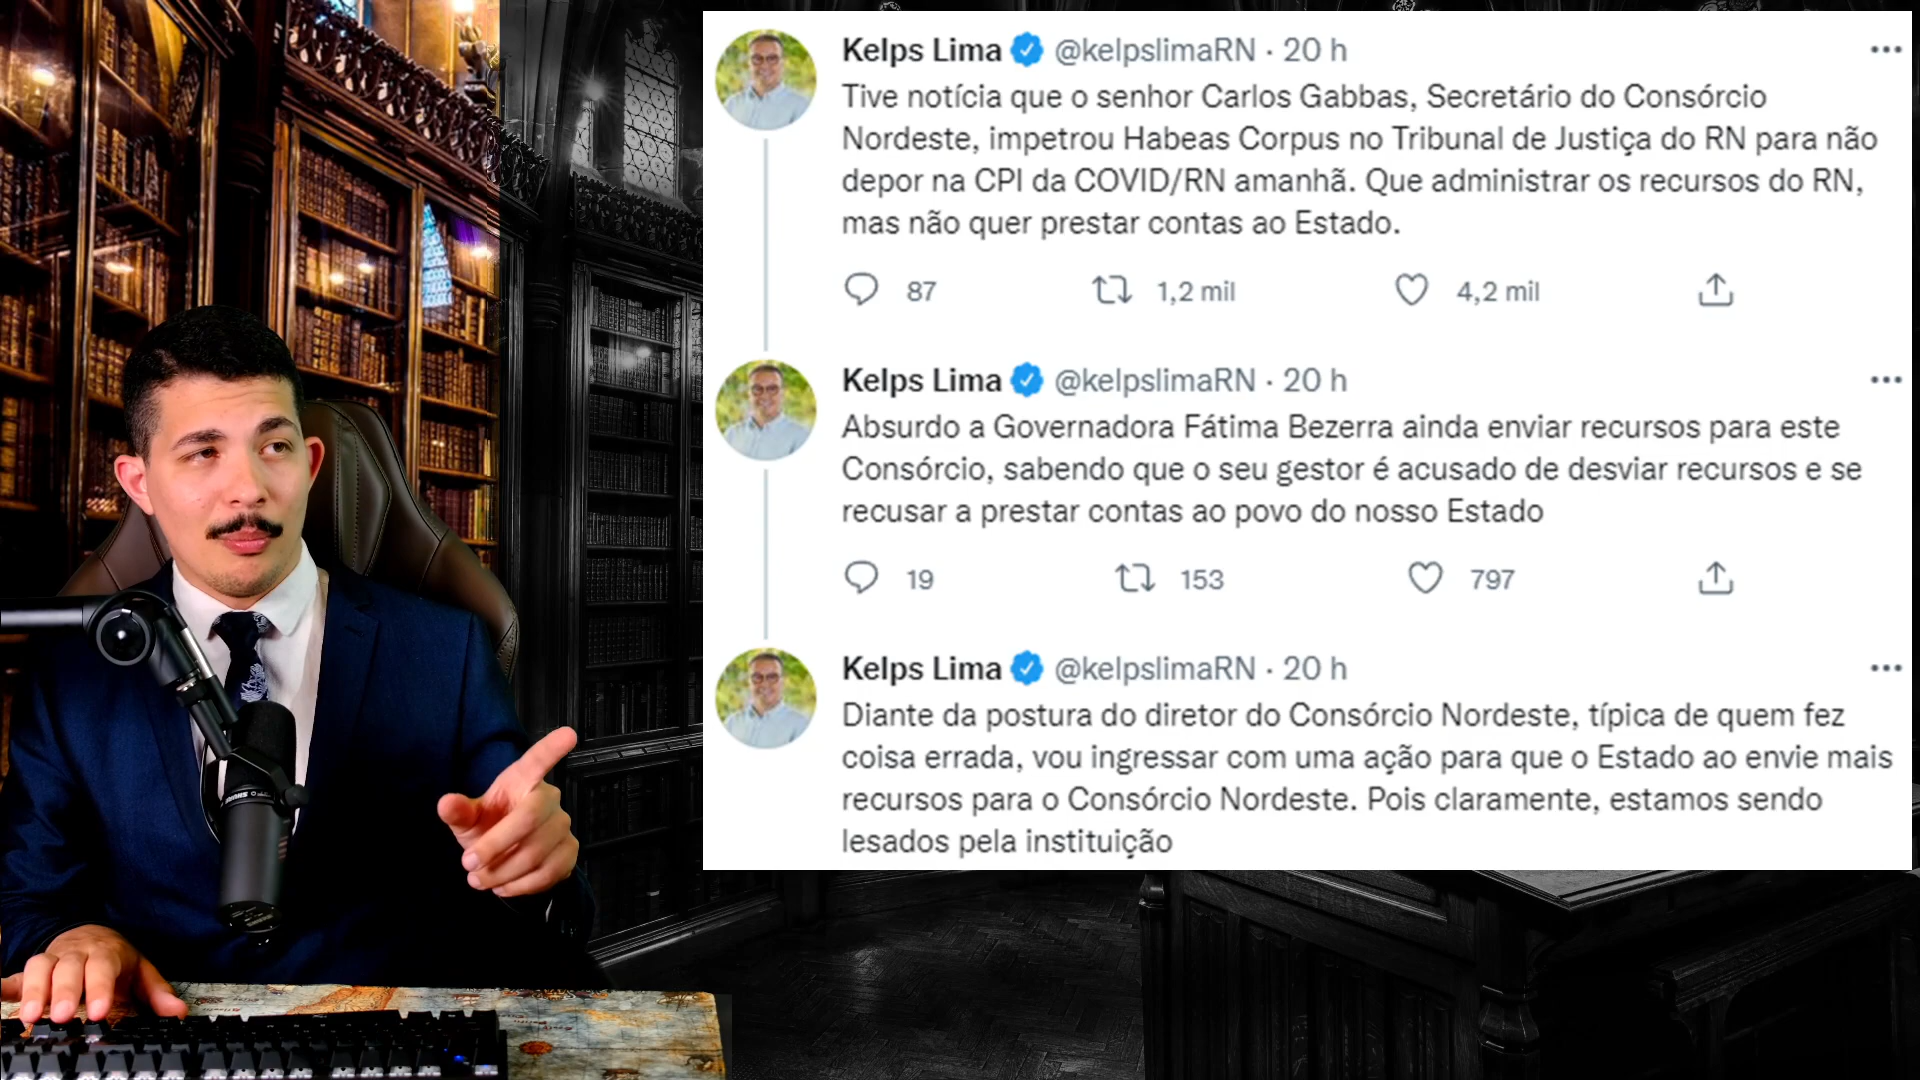 Kelps Lima @kelpslimaRN · 20 h
Tive notícia que o senhor Carlos Gabbas, Secretário do Consórcio
Nordeste, impetrou Habeas Corpus no Tribunal de Justiça do RN para não
depor na CPI da COVID/RN amanhã. Que administrar os recursos do RN,
mas não quer prestar contas ao Estado.
87 1,2 mil 4,2 mil
Kelps Lima @kelpslimaRN · 20 h
Absurdo a Governadora Fátima Bezerra ainda enviar recursos para este
Consórcio, sabendo que o seu gestor é acusado de desviar recursos e se
recusar a prestar contas ao povo do nosso Estado
19 153 797
Kelps Lima @kelpslimaRN · 20 h
Diante da postura do diretor do Consórcio Nordeste, típica de quem fez
coisa errada, vou ingressar com uma ação para que o Estado ao envie mais
recursos para o Consórcio Nordeste. Pois claramente, estamos sendo
lesados pela instituição
SHURE